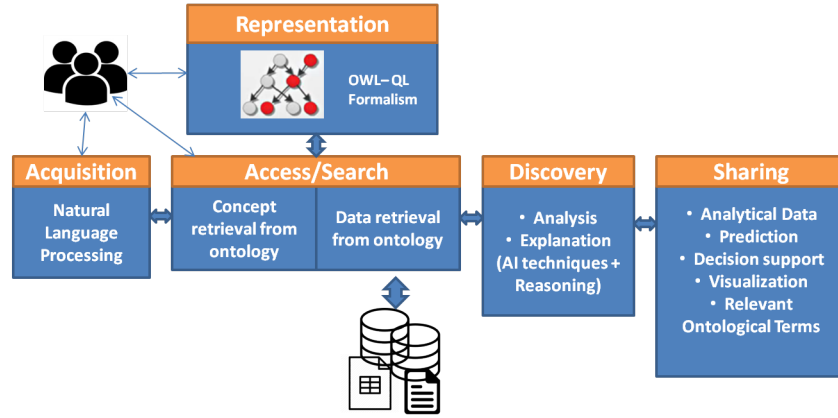 Representation
OWL–QL
Formalism
Acquisition
Natural
Language
Processing
Access/Search
Concept
retrieval from
ontology
Data retrieval
from ontology
Discovery
• Analysis
• Explanation
(AI techniques +
Reasoning)
Sharing
• Analytical Data
• Prediction
• Decision support
• Visualization
• Relevant
Ontological Terms